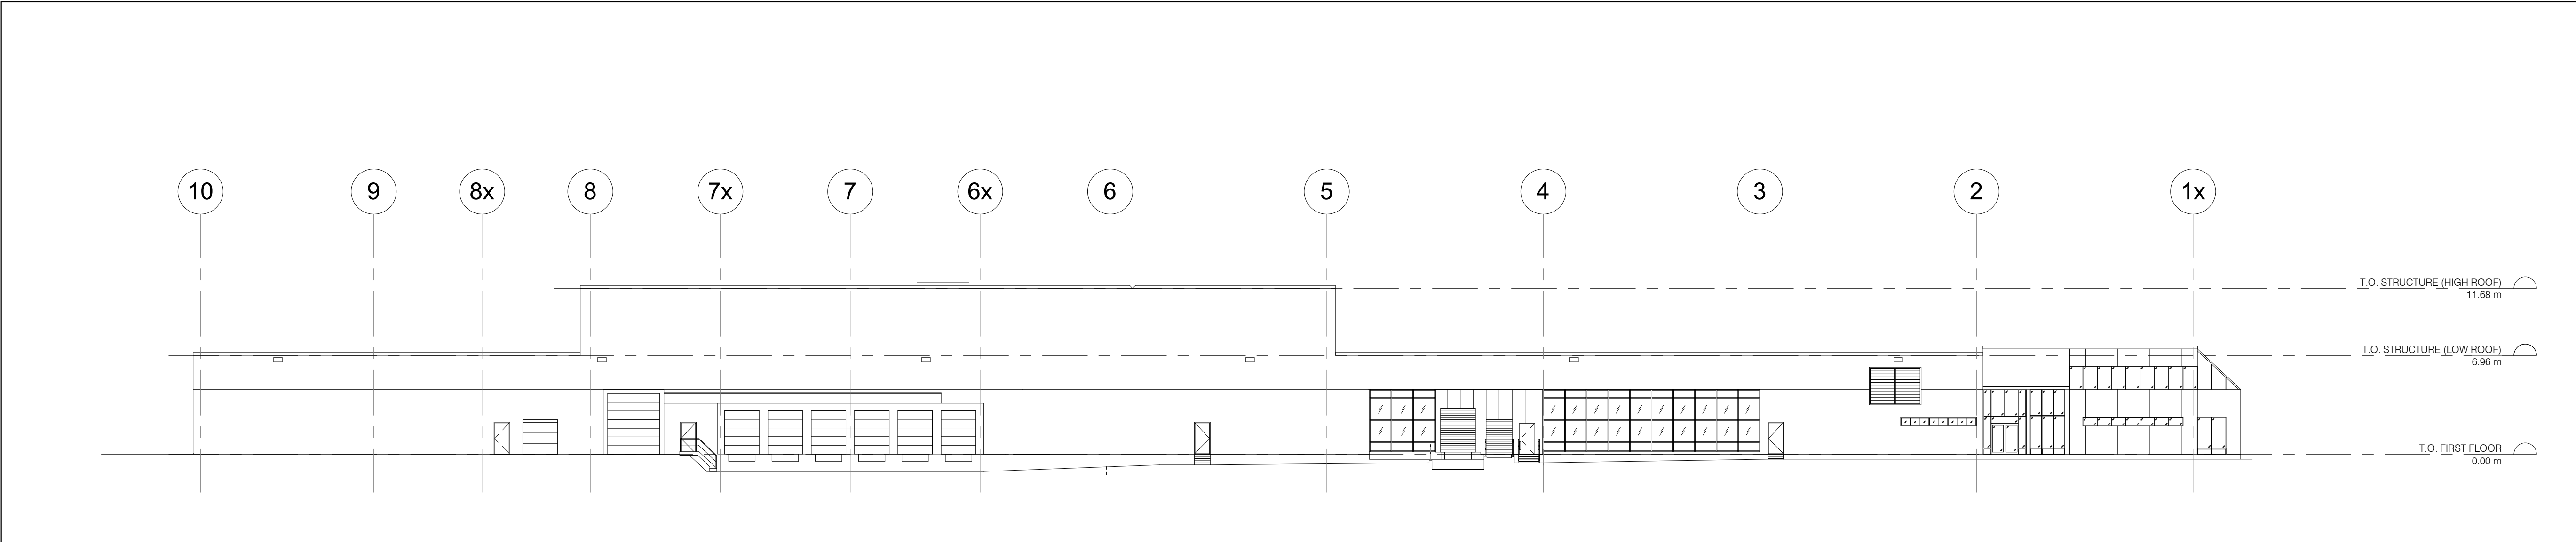 10 9 8x 8 7x 7 6x 6 5 4 3 2 1x
T.O. STRUCTURE (HIGH ROOF)
11.68 m
T.O. STRUCTURE (LOW ROOF)
6.96 m
T.O. FIRST FLOOR
0.00 m